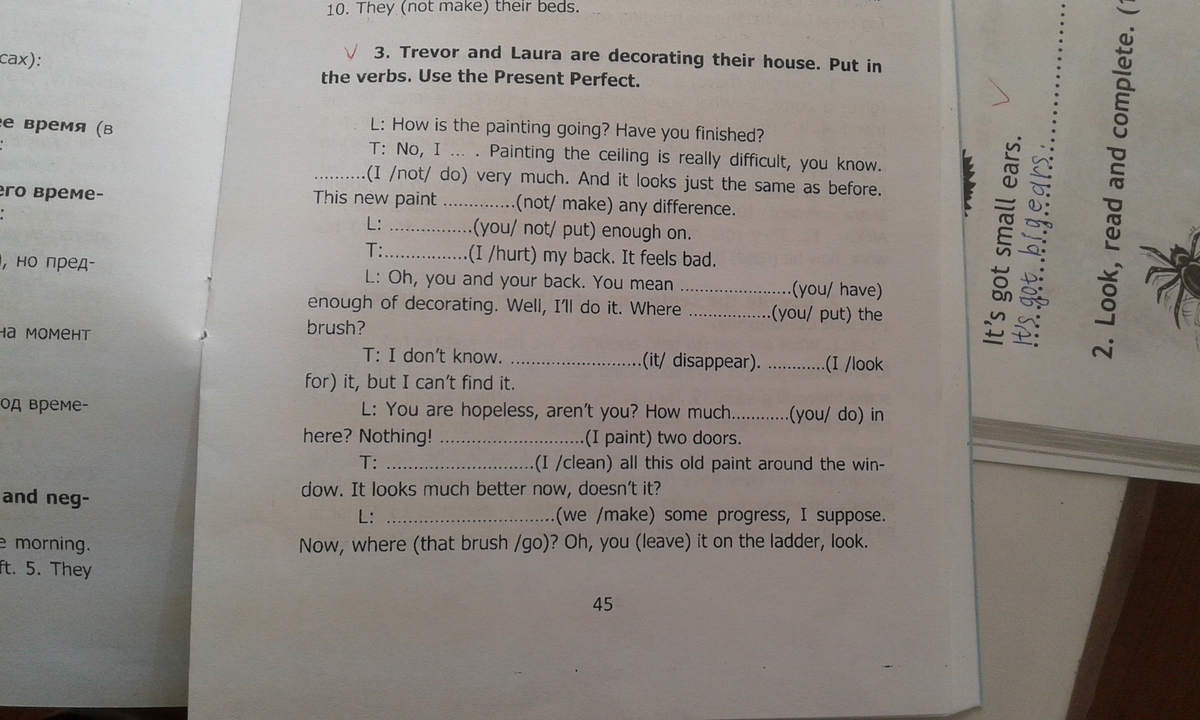 сах):
ее время (в
:
его време-
:
), но пред-
на момент
од време-
and neg-
e morning.
ft. 5. They
10. They (not make) their beds.
3. Trevor and Laura are decorating their house. Put in
the verbs. Use the Present Perfect.
L: How is the painting going? Have you finished?
T: No, I ... . Painting the ceiling is really difficult, you know.
..........(I /not/ do) very much. And it looks just the same as before.
This new paint ..............(not/ make) any difference.
L: ................(you/ not/ put) enough on.
T:................(I /hurt) my back. It feels bad.
L: Oh, you and your back. You mean ......................(you/ have)
enough of decorating. Well, I'll do it. Where ................(you/ put) the
brush?
T: I don't know. .........................(it/ disappear). ...........(I /look
for) it, but I can't find it.
L: You are hopeless, aren't you? How much...........(you/ do) in
here? Nothing! ............................(I paint) two doors.
T: ............................(I /clean) all this old paint around the win-
dow. It looks much better now, doesn't it?
L: ................................(we /make) some progress, I suppose.
Now, where (that brush /go)? Oh, you (leave) it on the ladder, look.
45
It's got small ears.
It's got big ears.
2. Look, read and complete. (